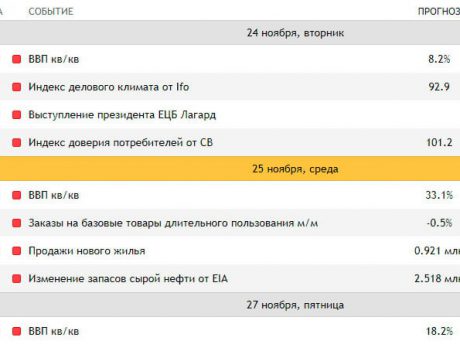 А СОБЫТИЕ ПРОГНОЗ
24 ноября, вторник
ВВП кв/кв 8.2%
Индекс делового климата от Ifo 92.9
Выступление президента ЕЦБ Лагард
Индекс доверия потребителей от CB 101.2
25 ноября, среда
ВВП кв/кв 33.1%
Заказы на базовые товары длительного пользования м/м -0.5%
Продажи нового жилья 0.921 мл
Изменение запасов сырой нефти от EIA 2.518 мл
27 ноября, пятница
ВВП кв/кв 18.2%